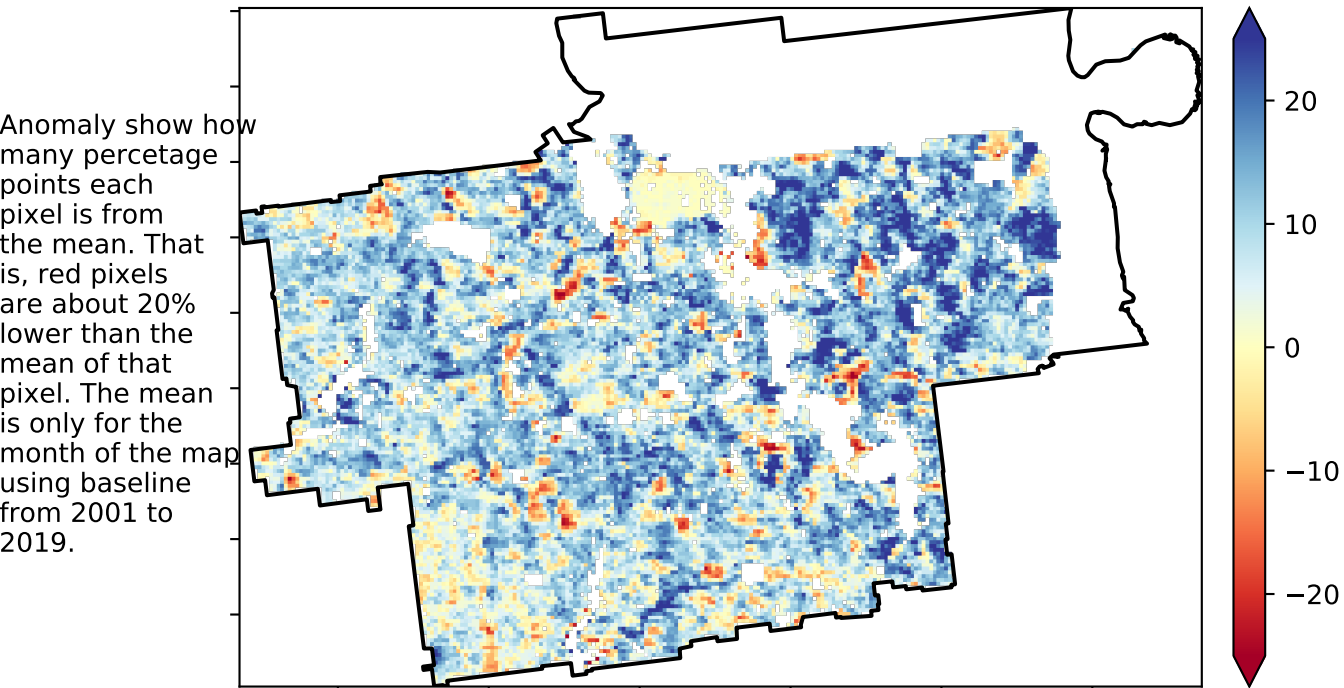 Anomaly show how
many percetage
points each
pixel is from
the mean. That
is, red pixels
are about 20%
lower than the
mean of that
pixel. The mean
is only for the
month of the map
using baseline
from 2001 to
2019.
20
10
0
−10
−20